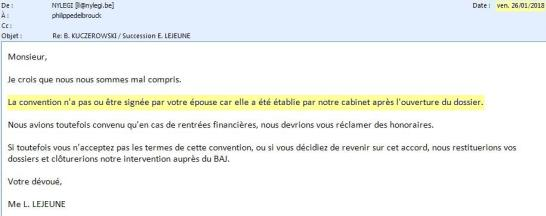 De : NYLEGI [ll@nylegi.be] Date : ven. 26/01/2018
À : philippedelbrouck
Cc :
Objet : Re: B. KUCZEROWSKI / Succession E. LEJEUNE
Monsieur,
Je crois que nous nous sommes mal compris.
La convention n'a pas ou être signée par votre épouse car elle a été établie par notre cabinet après l'ouverture du dossier.
Nous avions toutefois convenu qu'en cas de rentrées financières, nous devrions vous réclamer des honoraires.
Si toutefois vous n'acceptez pas les termes de cette convention, ou si vous décidiez de revenir sur cet accord, nous restituerions vos
dossiers et clôturerions notre intervention auprès du BAJ.
Votre dévoué,
Me L. LEJEUNE